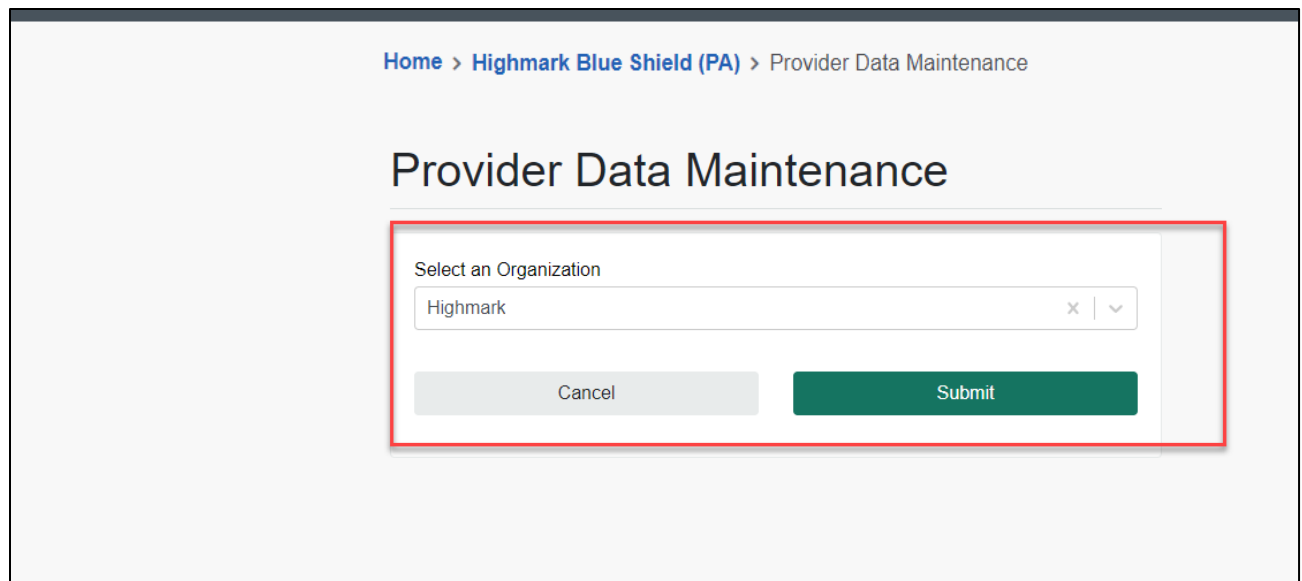 Home > Highmark Blue Shield (PA) > Provider Data Maintenance
Provider Data Maintenance
Select an Organization
Highmark
Cancel Submit